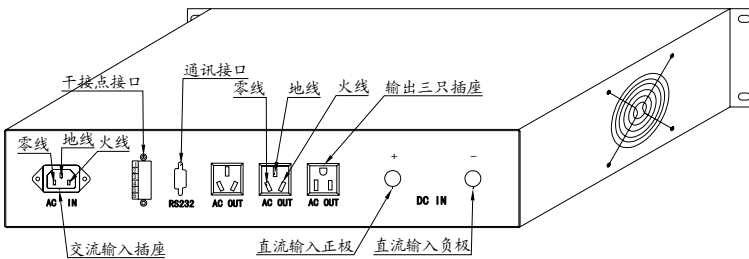 通讯接口
干接点接口
零线
地线
火线
输出三只插座
零线
地线
火线
+
−
AC IN
RS232
AC OUT
AC OUT
AC OUT
DC IN
交流输入插座
直流输入正极
直流输入负极